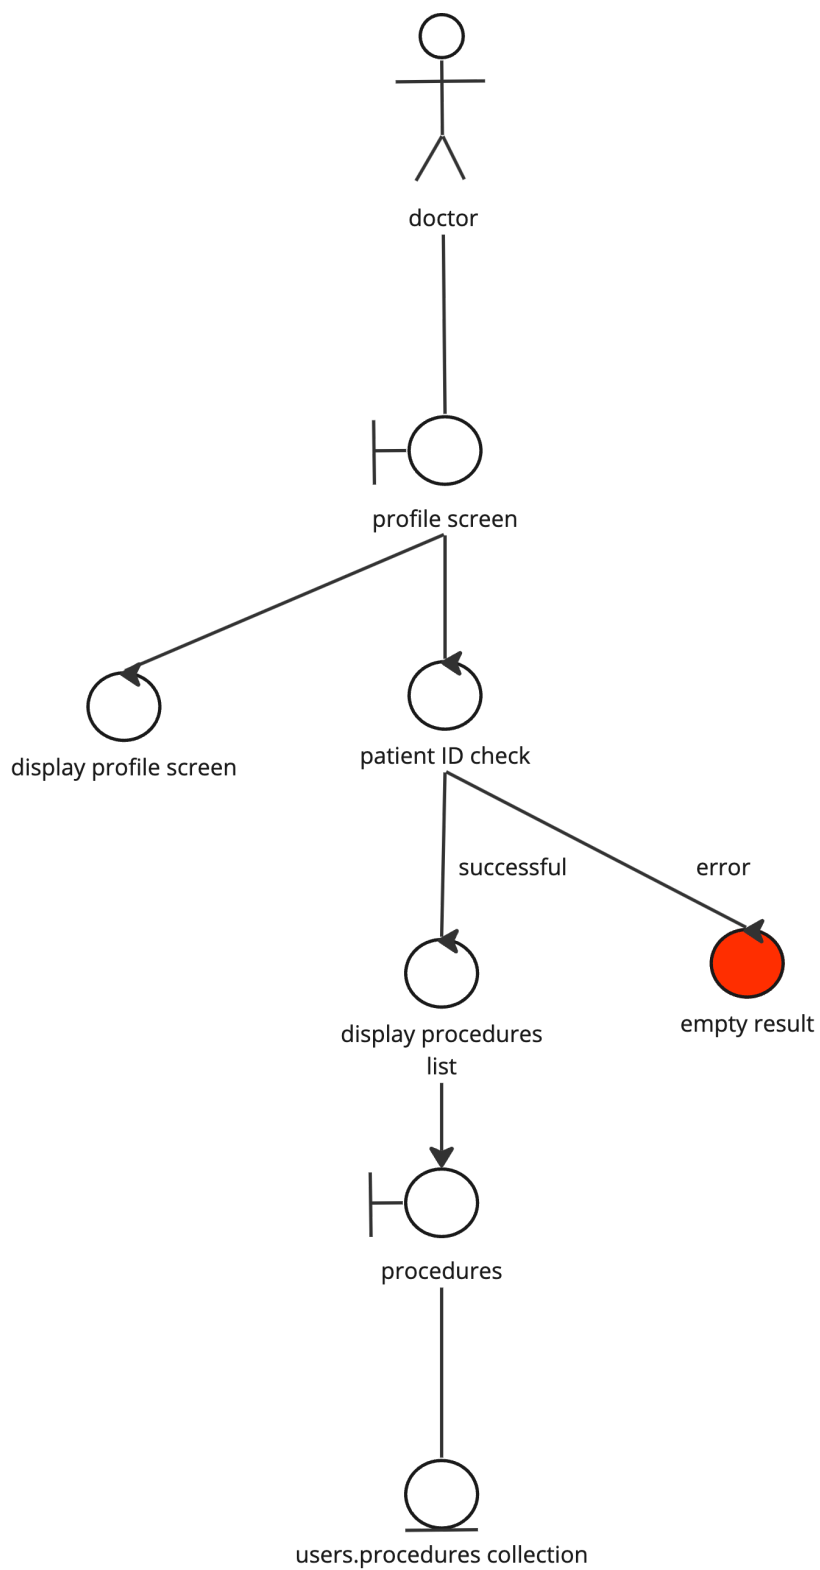 doctor
profile screen
display profile screen
patient ID check
successful
error
display procedures
list
empty result
procedures
users.procedures collection